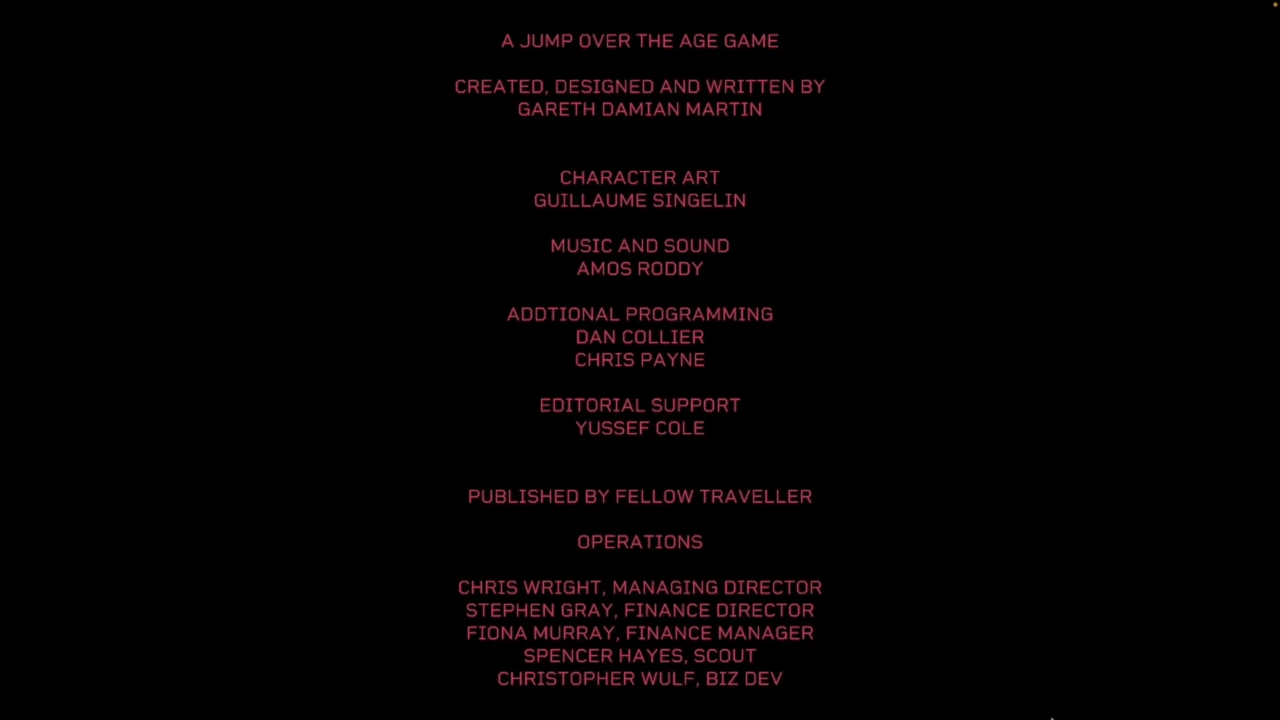 A JUMP OVER THE AGE GAME
CREATED, DESIGNED AND WRITTEN BY
GARETH DAMIAN MARTIN
CHARACTER ART
GUILLAUME SINGELIN
MUSIC AND SOUND
AMOS RODDY
ADDTIONAL PROGRAMMING
DAN COLLIER
CHRIS PAYNE
EDITORIAL SUPPORT
YUSSEF COLE
PUBLISHED BY FELLOW TRAVELLER
OPERATIONS
CHRIS WRIGHT, MANAGING DIRECTOR
STEPHEN GRAY, FINANCE DIRECTOR
FIONA MURRAY, FINANCE MANAGER
SPENCER HAYES, SCOUT
CHRISTOPHER WULF, BIZ DEV